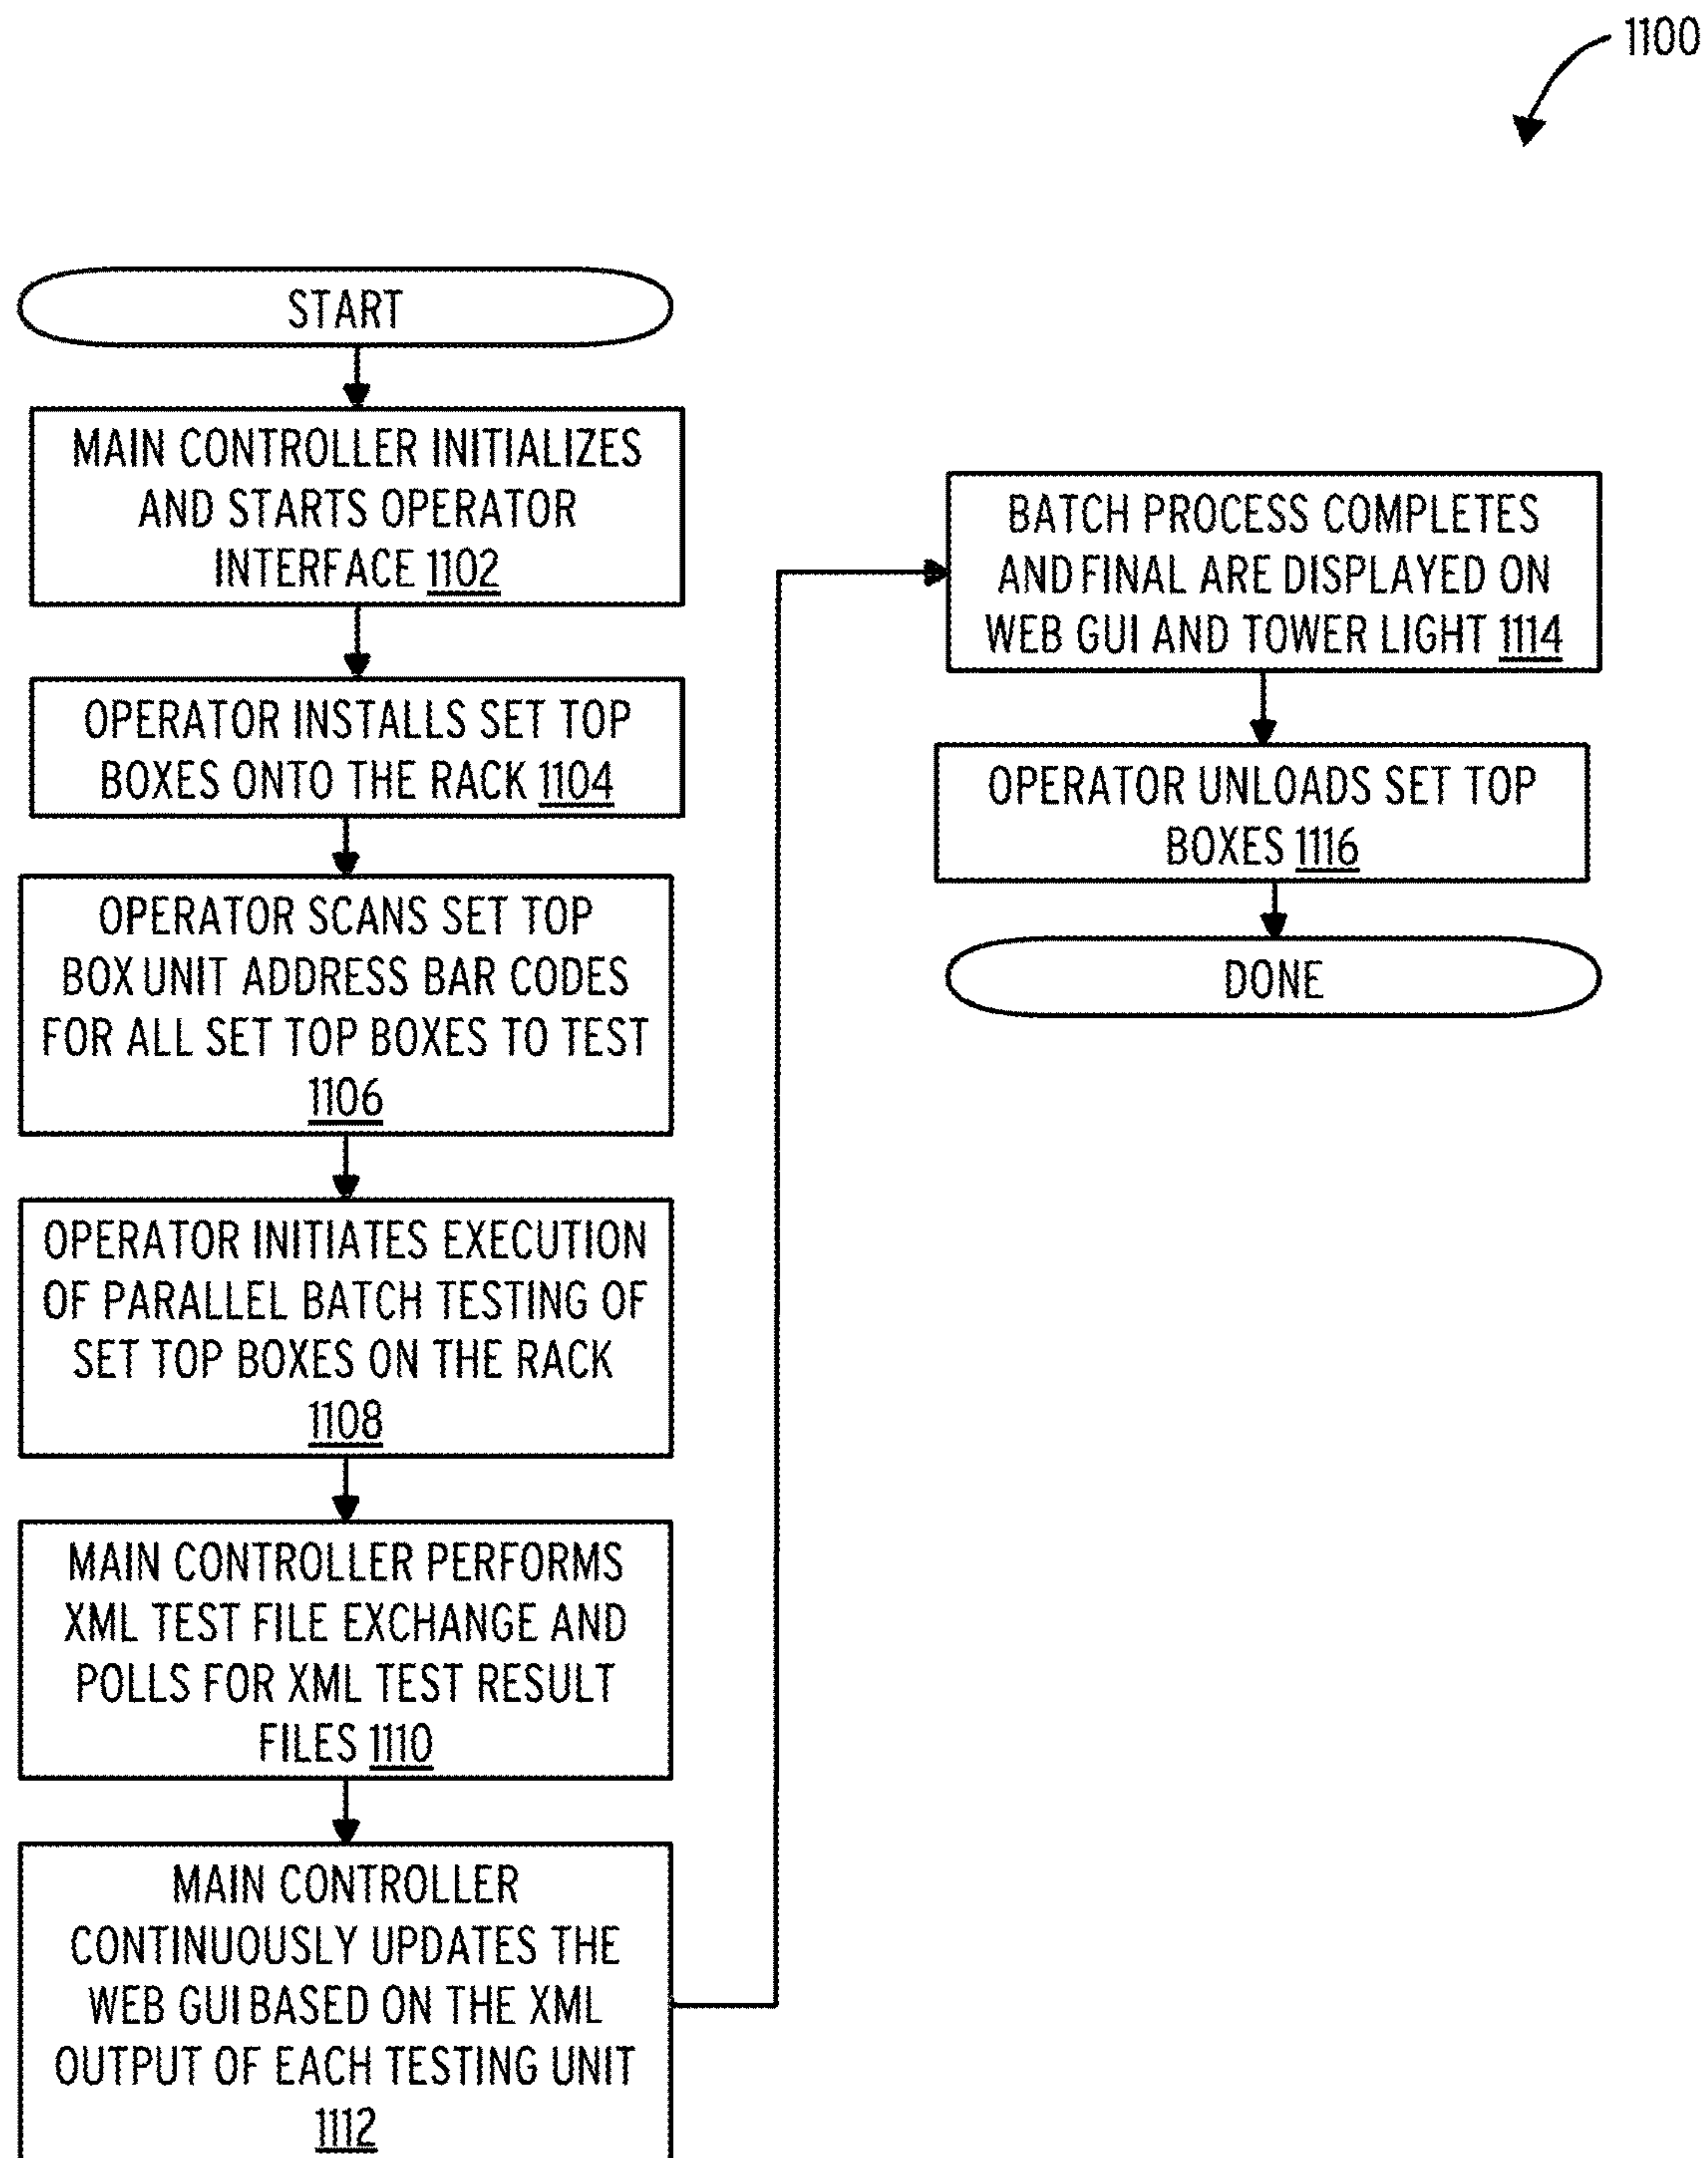 1100
START
MAIN CONTROLLER INITIALIZES
AND STARTS OPERATOR
INTERFACE 1102
OPERATOR INSTALLS SET TOP
BOXES ONTO THE RACK 1104
OPERATOR SCANS SET TOP
BOX UNIT ADDRESS BAR CODES
FOR ALL SET TOP BOXES TO TEST
1106
OPERATOR INITIATES EXECUTION
OF PARALLEL BATCH TESTING OF
SET TOP BOXES ON THE RACK
1108
MAIN CONTROLLER PERFORMS
XML TEST FILE EXCHANGE AND
POLLS FOR XML TEST RESULT
FILES 1110
MAIN CONTROLLER
CONTINUOUSLY UPDATES THE
WEB GUI BASED ON THE XML
OUTPUT OF EACH TESTING UNIT
1112
BATCH PROCESS COMPLETES
AND FINAL ARE DISPLAYED ON
WEB GUI AND TOWER LIGHT 1114
OPERATOR UNLOADS SET TOP
BOXES 1116
DONE